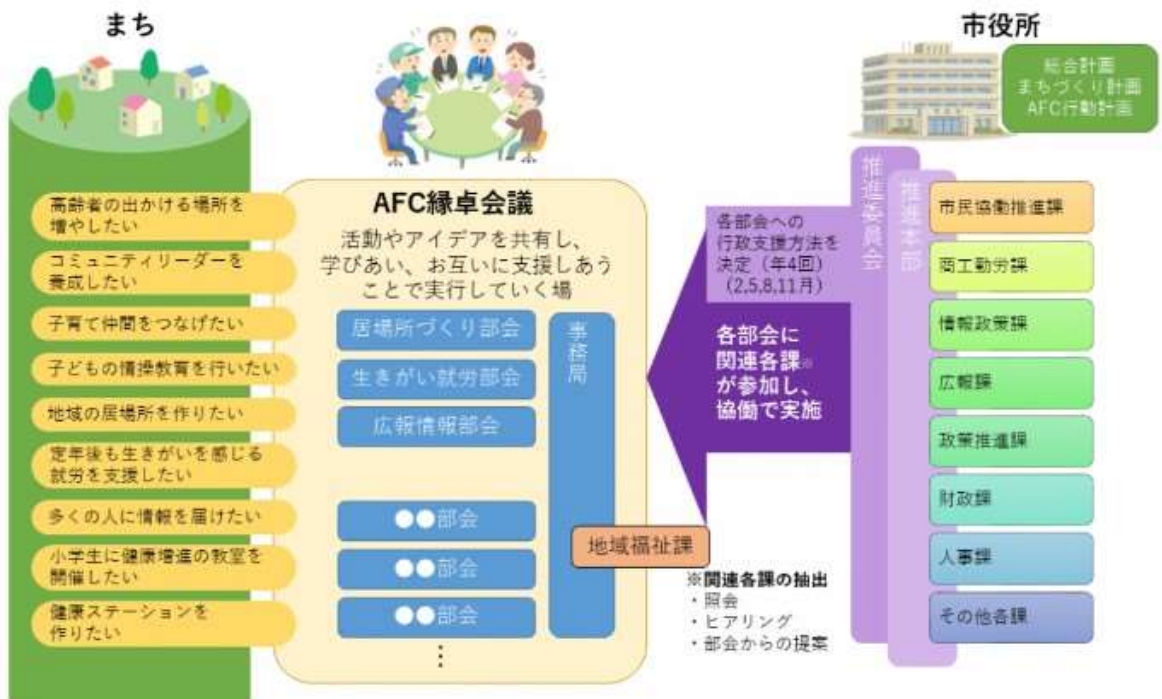 まち
高齢者の出かける場所を
増やしたい
コミュニティリーダーを
養成したい
子育て仲間をつなげたい
子どもの情操教育を行いたい
地域の居場所を作りたい
定年後も生きがいを感じる
就労を支援したい
多くの人に情報を届けたい
小学生に健康増進の教室を
開催したい
健康ステーションを
作りたい
AFC縁卓会議
活動やアイデアを共有し、
学びあい、お互いに支援しあう
ことで実行していく場
居場所づくり部会
生きがい就労部会
広報情報部会
●●部会
●●部会
●●部会
⋮
事務局
地域福祉課
各部会への
行政支援方法を
決定（年4回）
（2,5,8,11月）
各部会に
関連各課※
が参加し、
協働で実施
※関連各課の抽出
・照会
・ヒアリング
・部会からの提案
市役所
総合計画
まちづくり計画
AFC行動計画
推進委員会
推進本部
市民協働推進課
商工勤労課
情報政策課
広報課
政策推進課
財政課
人事課
その他各課